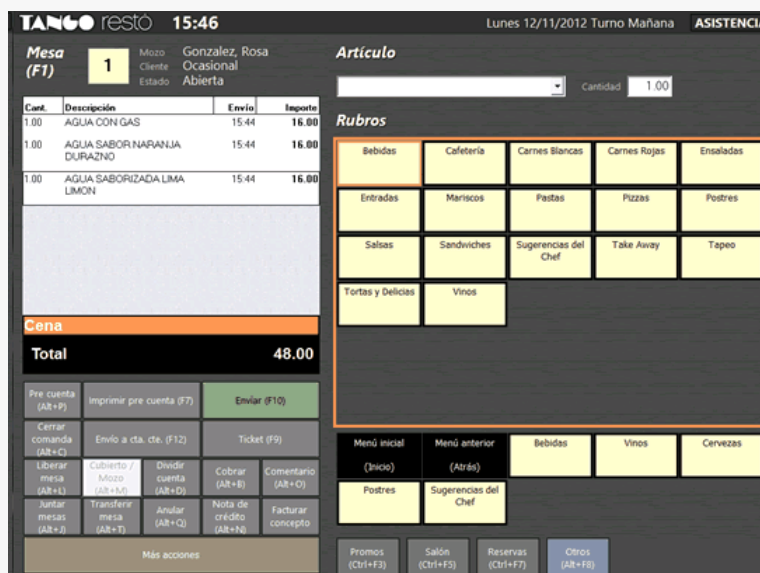 TANGO restó 15:46 Lunes 12/11/2012 Turno Mañana ASISTENCIA
Mesa
(F1)
1
Mozo Gonzalez, Rosa
Cliente Ocasional
Estado Abierta
Cant. Descripción Envío Importe
1.00 AGUA CON GAS 15:44 16.00
1.00 AGUA SABOR.NARANJA 15:44 16.00
DURAZNO
1.00 AGUA SABORIZADA LIMA 15:44 16.00
LIMON
Cena
Total 48.00
Pre cuenta
(Alt+P)
Imprimir pre cuenta (F7)
Enviar (F10)
Cerrar
comanda
(Alt+C)
Envío a cta. cte. (F12)
Ticket (F9)
Liberar
mesa
(Alt+L)
Cubierto /
Mozo
(Alt+M)
Dividir
cuenta
(Alt+D)
Cobrar
(Alt+B)
Comentario
(Alt+O)
Juntar
mesas
(Alt+J)
Transferir
mesa
(Alt+T)
Anular
(Alt+Q)
Nota de
crédito
(Alt+N)
Facturar
concepto
Más acciones
Artículo
Cantidad 1.00
Rubros
Bebidas Cafetería Carnes Blancas Carnes Rojas Ensaladas
Entradas Mariscos Pastas Pizzas Postres
Salsas Sandwiches Sugerencias del Take Away Tapeo
Chef
Tortas y Delicias Vinos
Menú inicial Menú anterior Bebidas Vinos Cervezas
(Inicio) (Atrás)
Postres Sugerencias del
Chef
Promos
(Ctrl+F3)
Salón
(Ctrl+F5)
Reservas
(Ctrl+F7)
Otros
(Alt+F8)